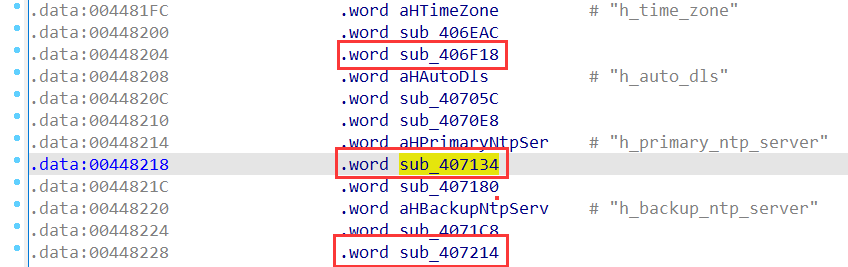 .data:004481FC .word aHTimeZone # "h_time_zone"
.data:00448200 .word sub_406EAC
.data:00448204 .word sub_406F18
.data:00448208 .word aHAutoDls # "h_auto_dls"
.data:0044820C .word sub_40705C
.data:00448210 .word sub_4070E8
.data:00448214 .word aHPrimaryNtpSer # "h_primary_ntp_server"
.data:00448218 .word sub_407134
.data:0044821C .word sub_407180
.data:00448220 .word aHBackupNtpServ # "h_backup_ntp_server"
.data:00448224 .word sub_4071C8
.data:00448228 .word sub_407214